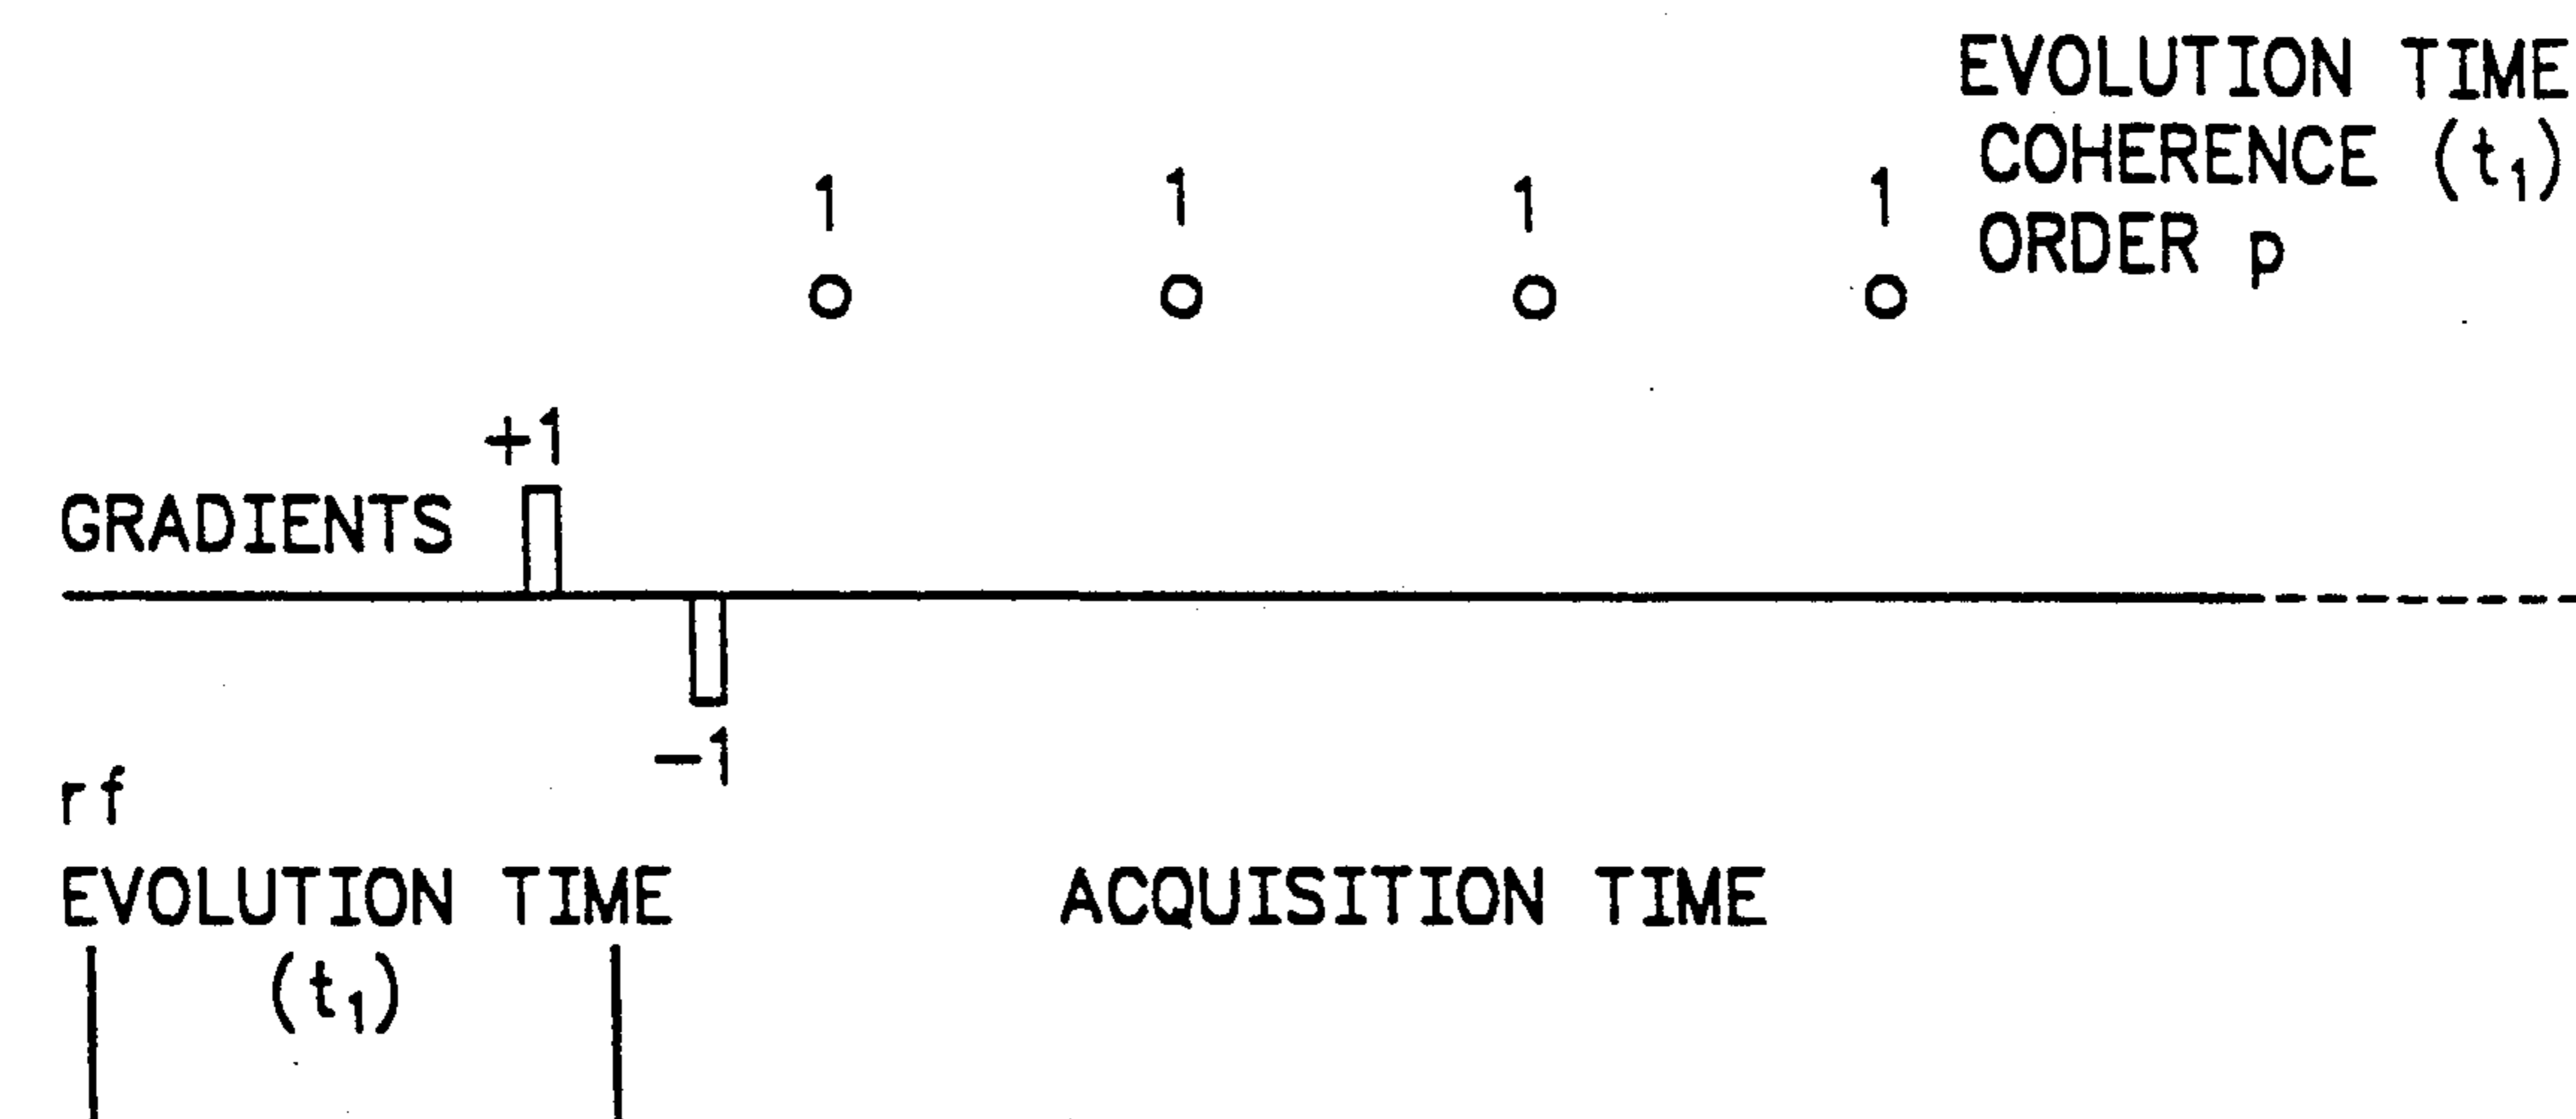 EVOLUTION TIME
COHERENCE (t₁)
ORDER p
1 1 1 1
+1
GRADIENTS
-1
rf
EVOLUTION TIME
(t₁)
ACQUISITION TIME